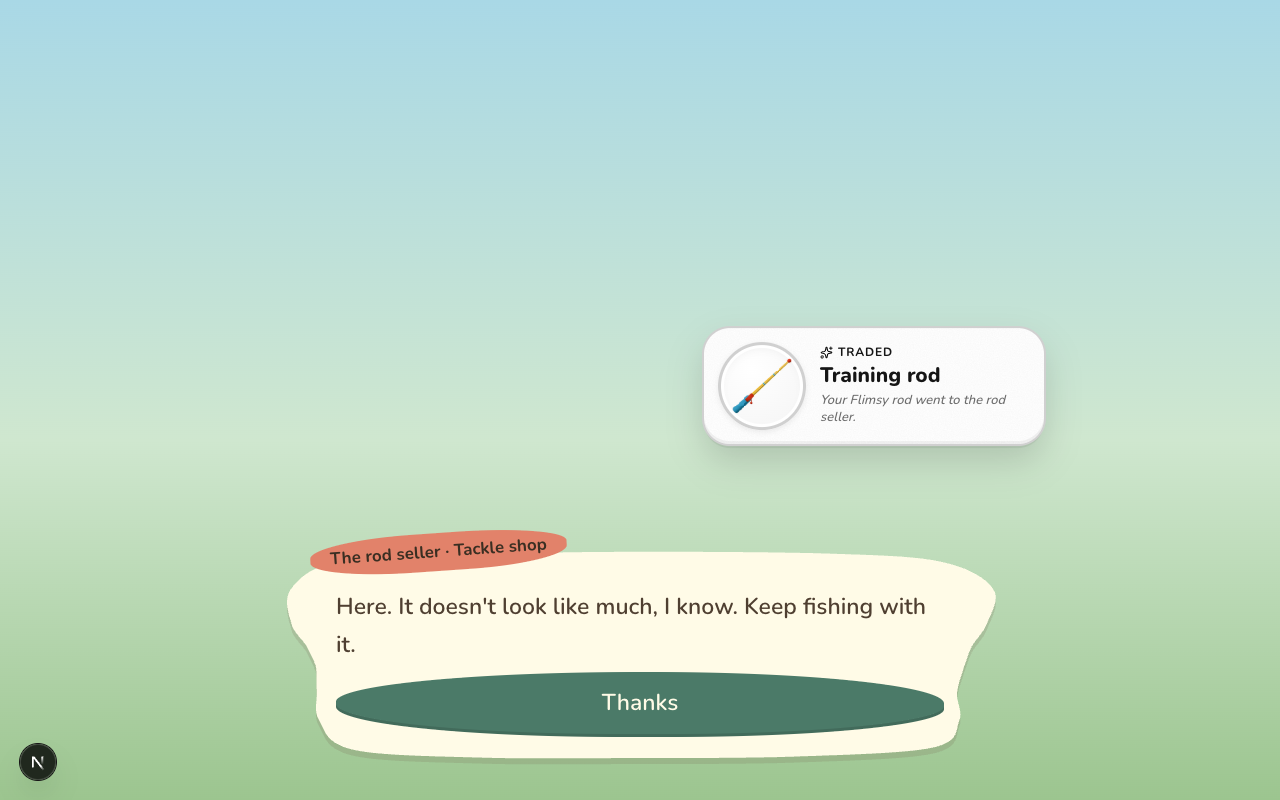 TRADED
Training rod
Your Flimsy rod went to the rod
seller.
The rod seller · Tackle shop
Here. It doesn't look like much, I know. Keep fishing with
it.
Thanks
N